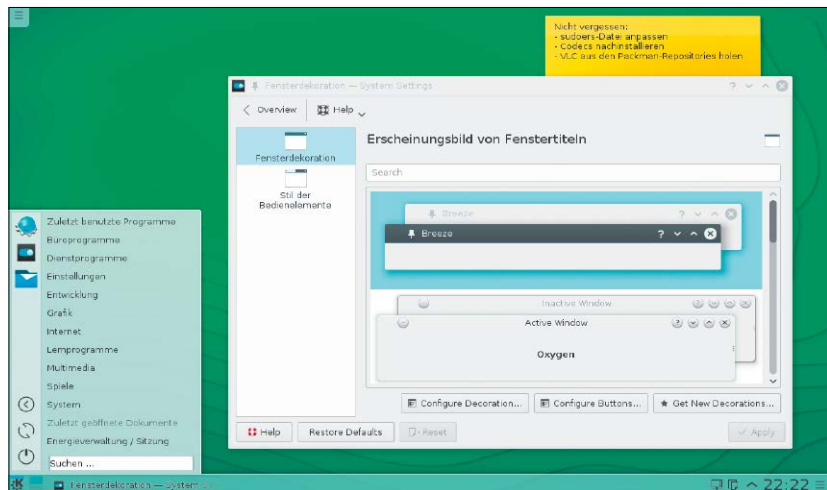 Nicht vergessen:
- sudoers-Datei anpassen
- Codecs nachinstallieren
- VLC aus den Packman-Repositories holen
Fensterdekoration — System Settings
Overview
Help
Fensterdekoration
Stil der
Bedienelemente
Erscheinungsbild von Fenstertiteln
Search
Breeze
Breeze
Inactive Window
Active Window
Oxygen
Configure Decoration...
Configure Buttons...
Get New Decorations...
Help
Restore Defaults
Reset
Apply
Zuletzt benutzte Programme
Büroprogramme
Dienstprogramme
Einstellungen
Entwicklung
Grafik
Internet
Lernprogramme
Multimedia
Spiele
System
Zuletzt geöffnete Dokumente
Energieverwaltung / Sitzung
Suchen ...
Fensterdekoration — System
22:22